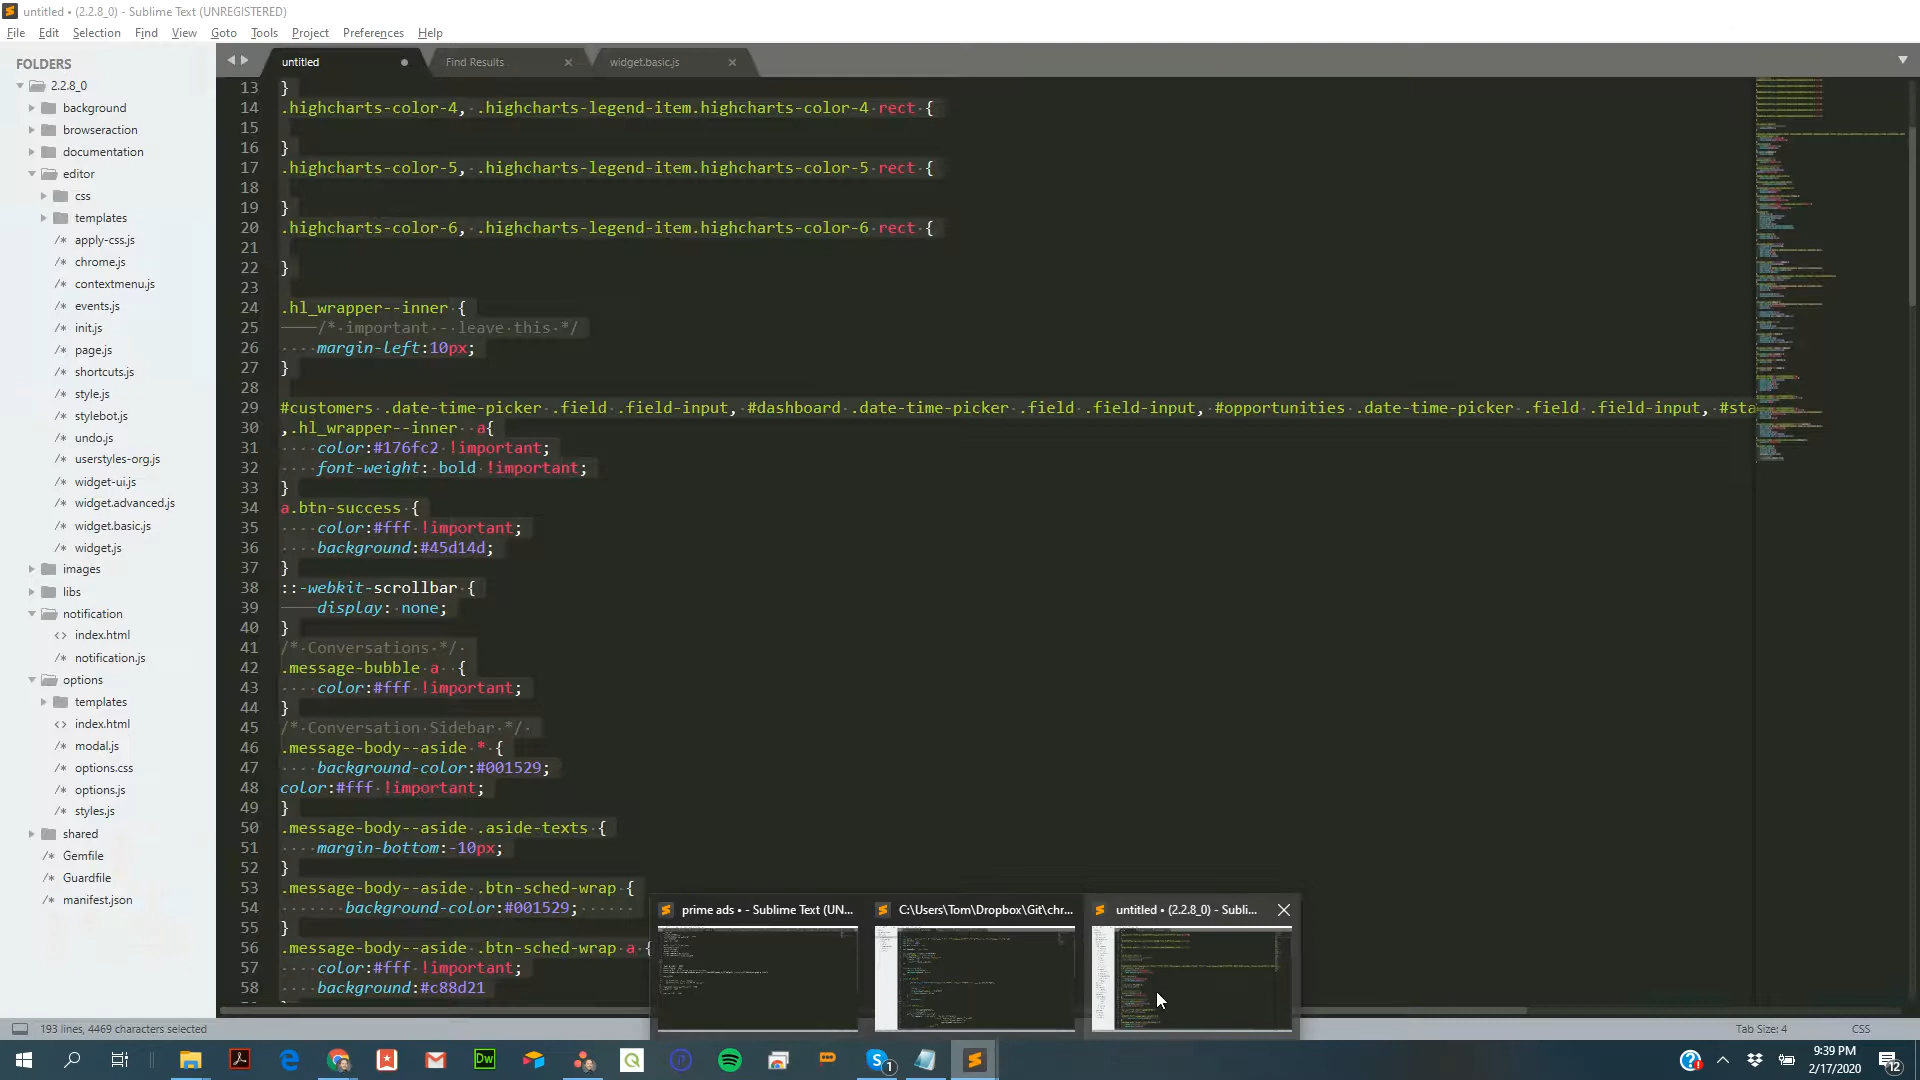 untitled • (2.2.8_0) - Sublime Text (UNREGISTERED)
File Edit Selection Find View Goto Tools Project Preferences Help
FOLDERS
2.2.8_0
background
browseraction
documentation
editor
css
templates
/* apply-css.js
/* chrome.js
/* contextmenu.js
/* events.js
/* init.js
/* page.js
/* shortcuts.js
/* style.js
/* stylebot.js
/* undo.js
/* userstyles-org.js
/* widget-ui.js
/* widget.advanced.js
/* widget.basic.js
/* widget.js
images
libs
notification
<> index.html
/* notification.js
options
templates
<> index.html
/* modal.js
/* options.css
/* options.js
/* styles.js
shared
/* Gemfile
/* Guardfile
/* manifest.json
untitled
Find Results
widget.basic.js
13 }
14 .highcharts-color-4, .highcharts-legend-item.highcharts-color-4 rect {
15
16 }
17 .highcharts-color-5, .highcharts-legend-item.highcharts-color-5 rect {
18
19 }
20 .highcharts-color-6, .highcharts-legend-item.highcharts-color-6 rect {
21
22 }
23
24 .hl_wrapper--inner {
25 /* important - leave this */
26 margin-left:10px;
27 }
28
29 #customers .date-time-picker .field .field-input, #dashboard .date-time-picker .field .field-input, #opportunities .date-time-picker .field .field-input, #sta
30 ,.hl_wrapper--inner a{
31 color:#176fc2 !important;
32 font-weight: bold !important;
33 }
34 a.btn-success {
35 color:#fff !important;
36 background:#45d14d;
37 }
38 ::-webkit-scrollbar {
39 display: none;
40 }
41 /* Conversations */
42 .message-bubble a {
43 color:#fff !important;
44 }
45 /* Conversation Sidebar */
46 .message-body--aside * {
47 background-color:#001529;
48 color:#fff !important;
49 }
50 .message-body--aside .aside-texts {
51 margin-bottom:-10px;
52 }
53 .message-body--aside .btn-sched-wrap {
54 background-color:#001529;
55 }
56 .message-body--aside .btn-sched-wrap a {
57 color:#fff !important;
58 background:#c88d21
prime ads • - Sublime Text (UN...
C:\Users\Tom\Dropbox\Git\chr...
untitled • (2.2.8_0) - Subli...
193 lines, 4469 characters selected
Tab Size: 4
CSS
Dw
1
9:39 PM
2/17/2020
12